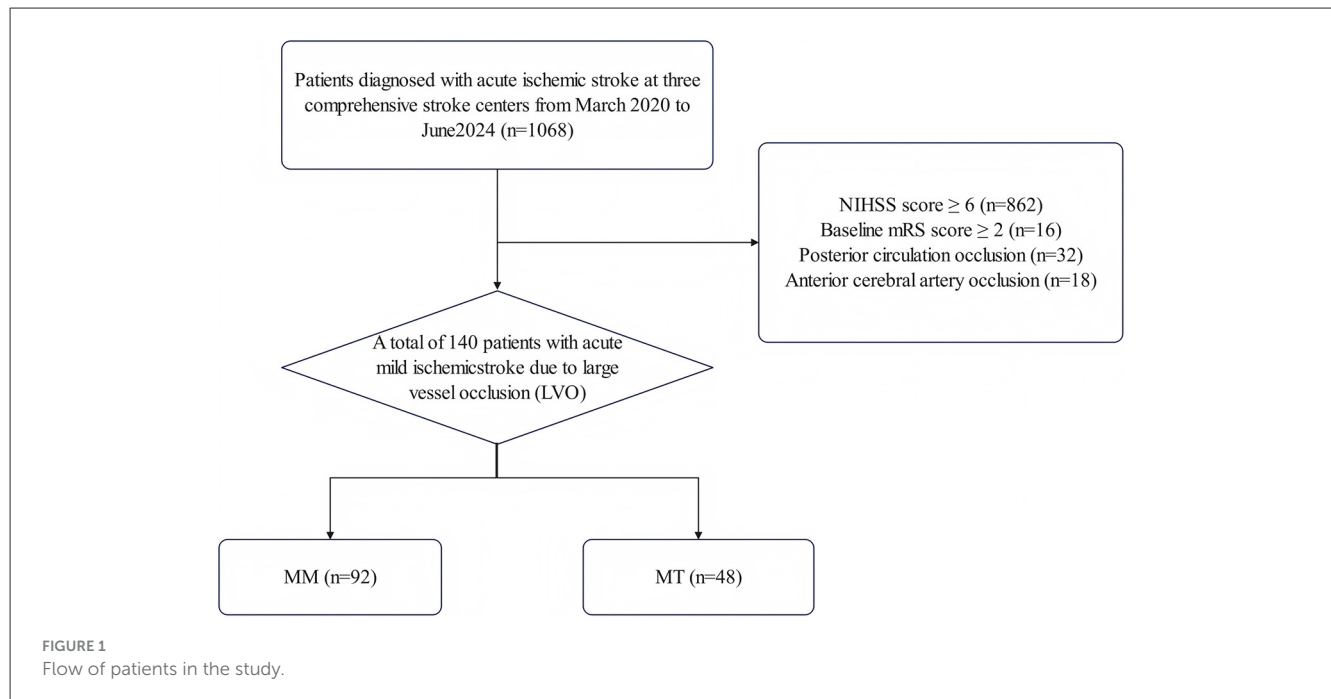 Patients diagnosed with acute ischemic stroke at three
comprehensive stroke centers from March 2020 to
June2024 (n=1068)
NIHSS score ≥ 6 (n=862)
Baseline mRS score ≥ 2 (n=16)
Posterior circulation occlusion (n=32)
Anterior cerebral artery occlusion (n=18)
A total of 140 patients with acute
mild ischemicstroke due to large
vessel occlusion (LVO)
MM (n=92)
MT (n=48)
FIGURE 1
Flow of patients in the study.